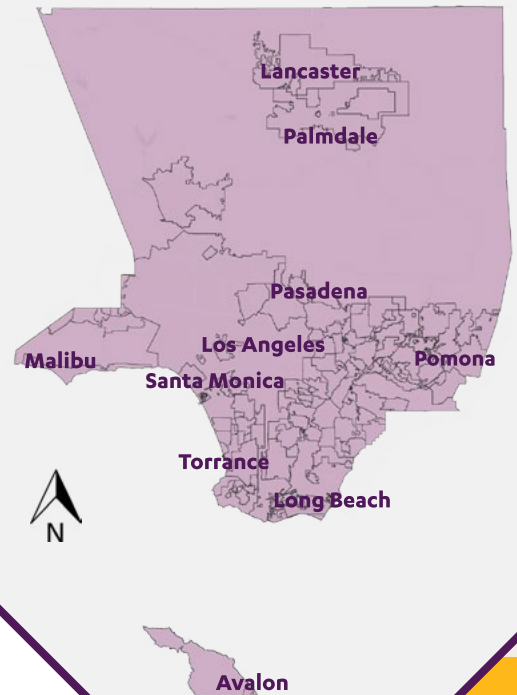 Lancaster
Palmdale
Pasadena
Los Angeles
Malibu
Pomona
Santa Monica
Torrance
Long Beach
N
Avalon